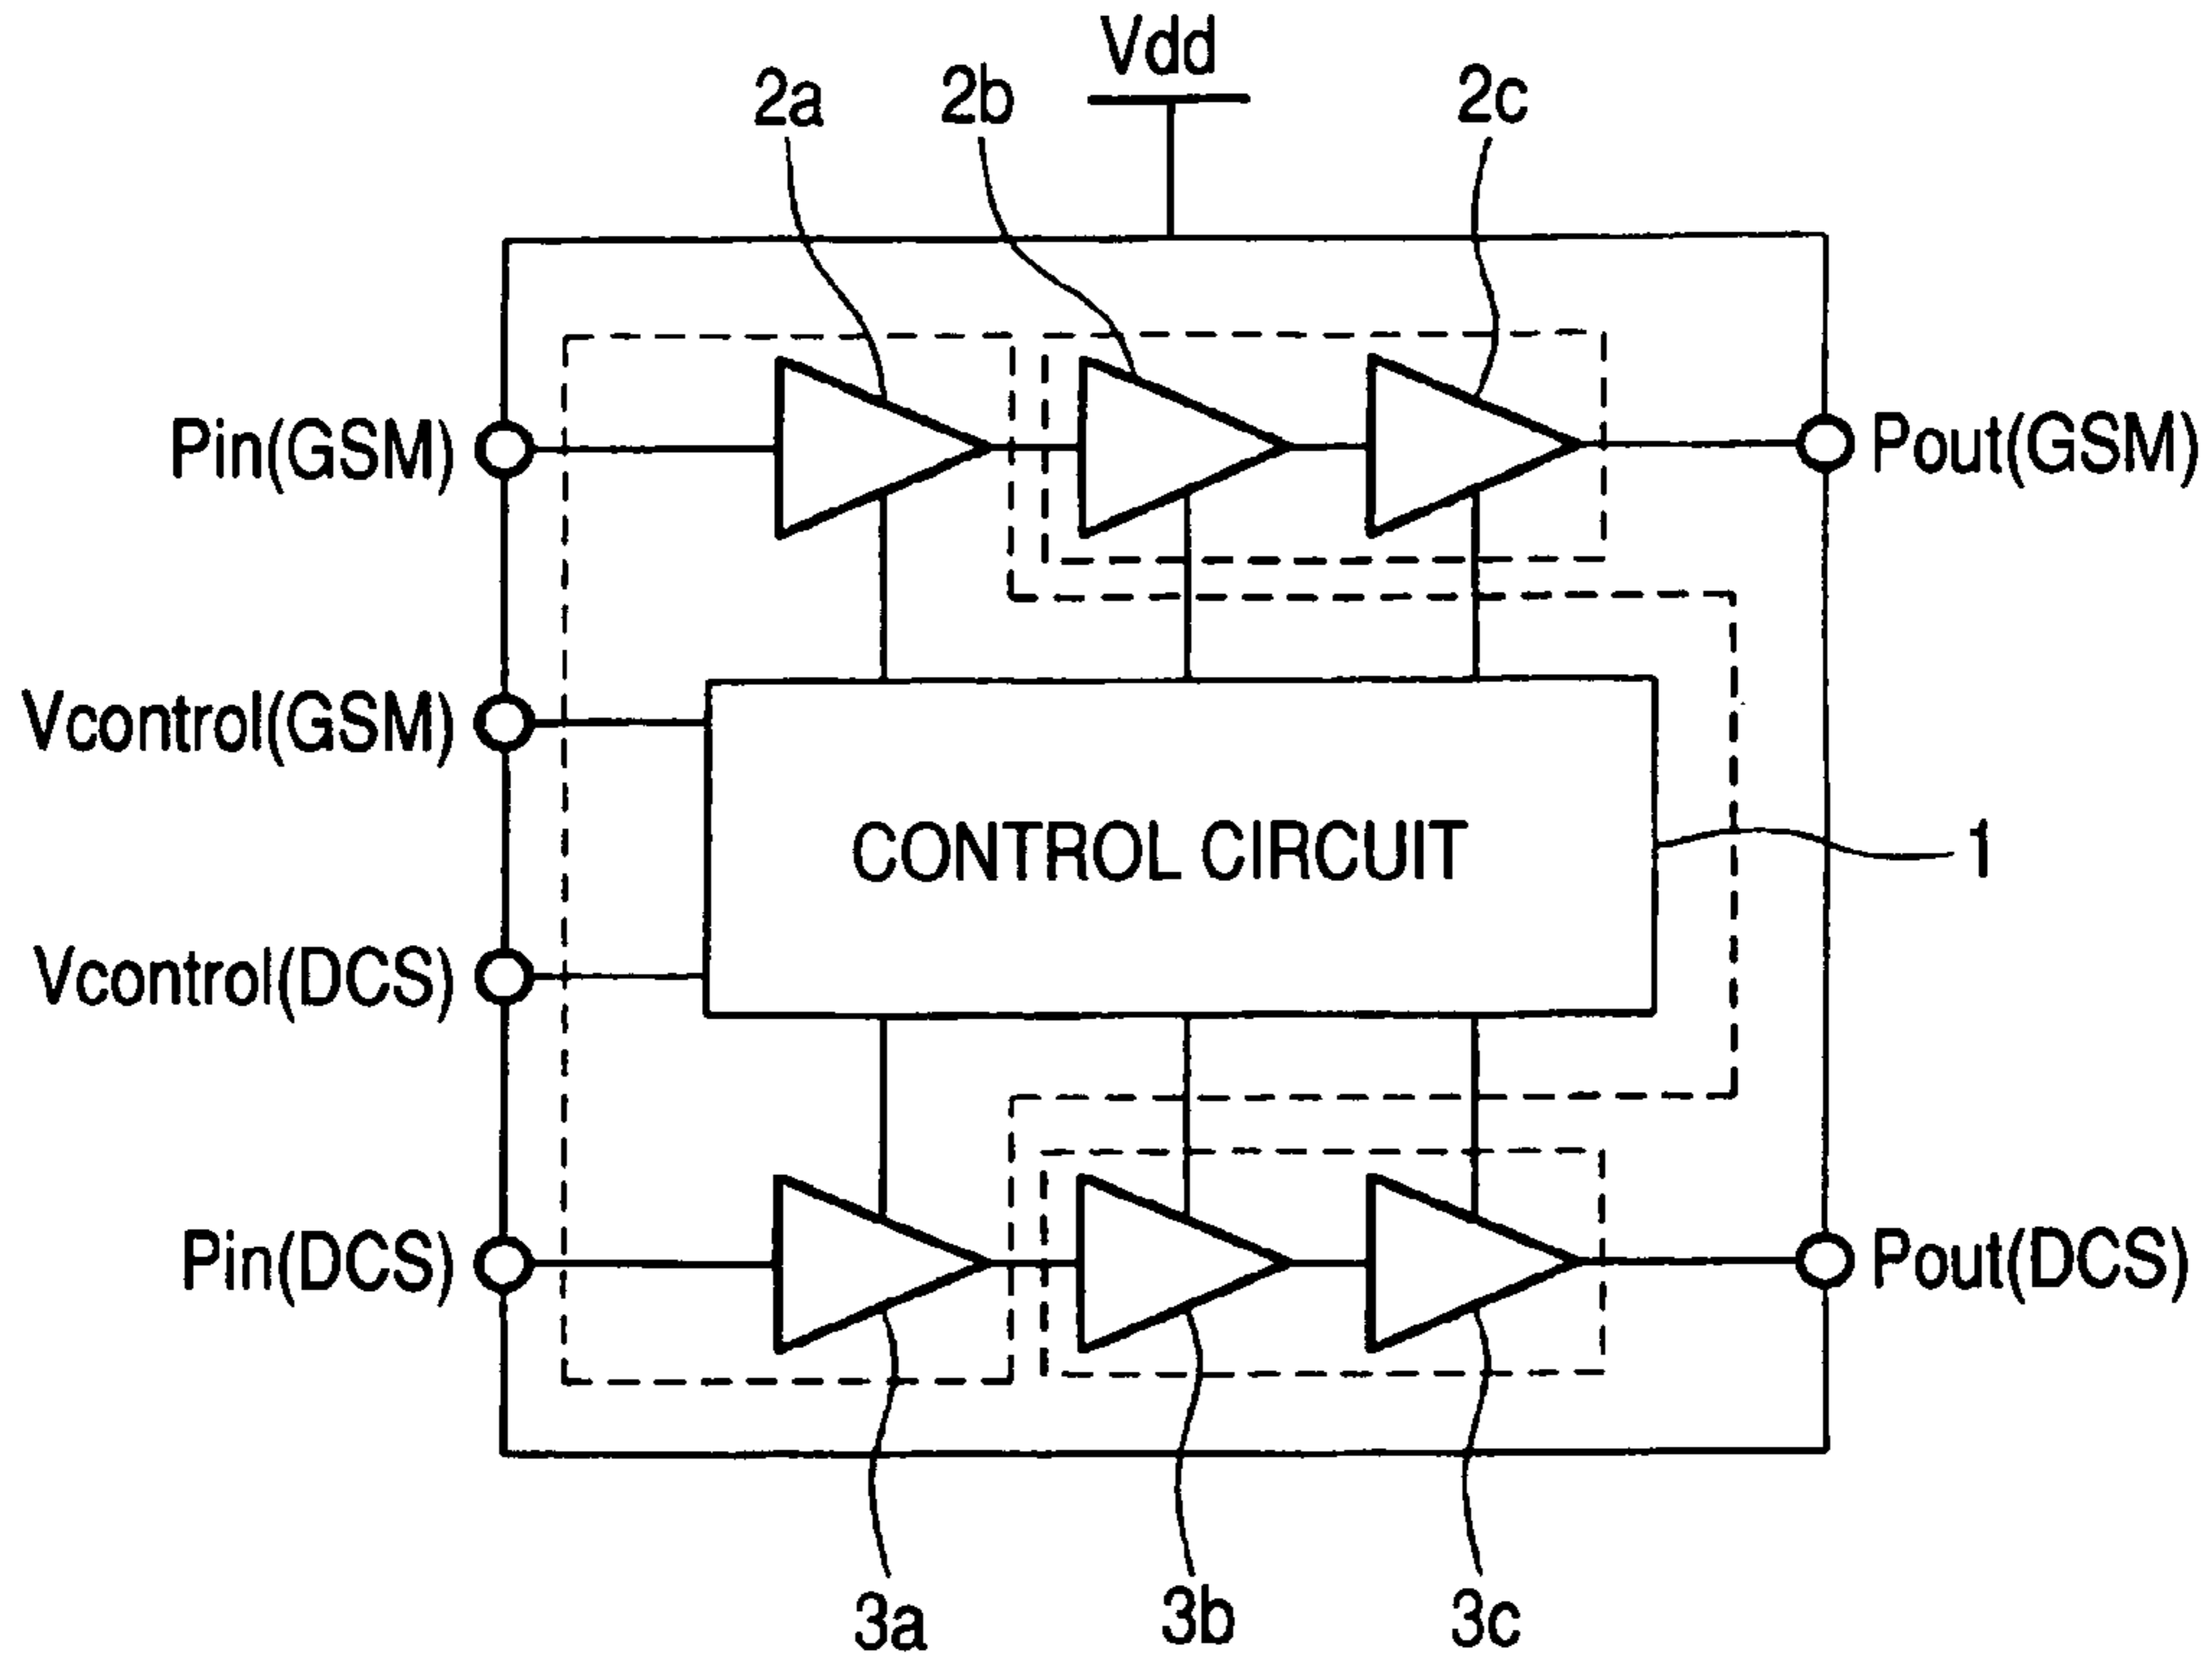 Vdd
2a
2b
2c
Pin(GSM)
Pout(GSM)
Vcontrol(GSM)
CONTROL CIRCUIT
1
Vcontrol(DCS)
Pin(DCS)
Pout(DCS)
3a
3b
3c